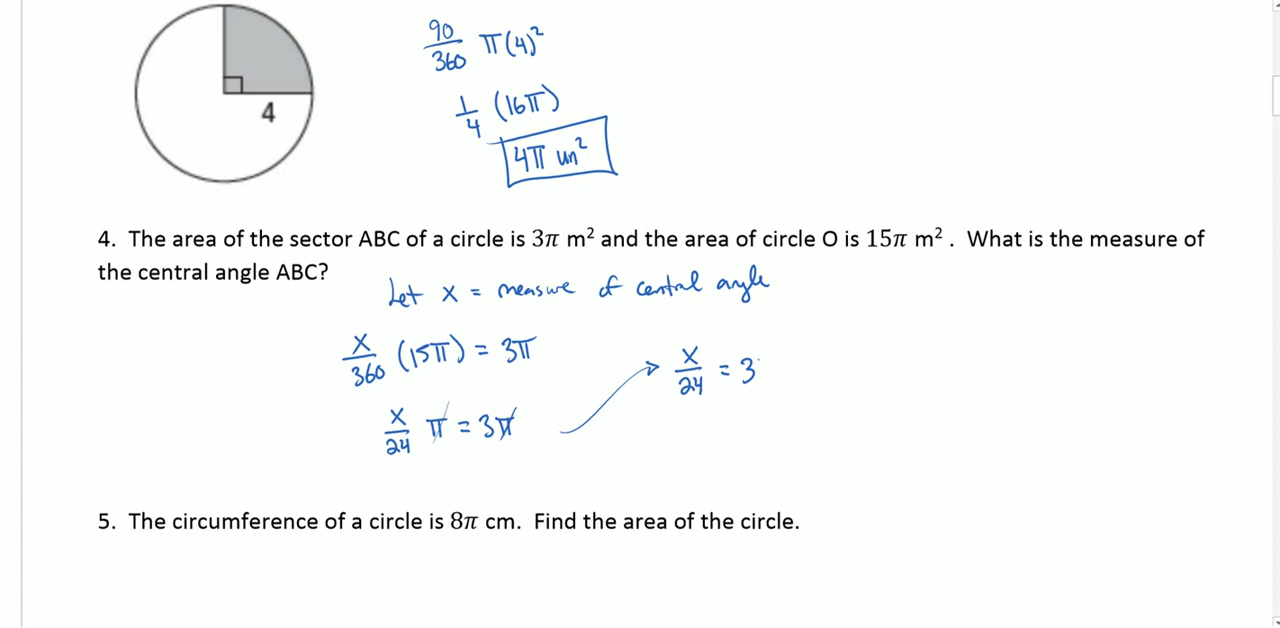 90/360 π(4)²
4
1/4 (16π)
4π un²
4. The area of the sector ABC of a circle is 3π m² and the area of circle O is 15π m² . What is the measure of
the central angle ABC?
Let x = measure of central angle
x/360 (15π) = 3π
x/24 = 3
x/24 π = 3π
5. The circumference of a circle is 8π cm. Find the area of the circle.